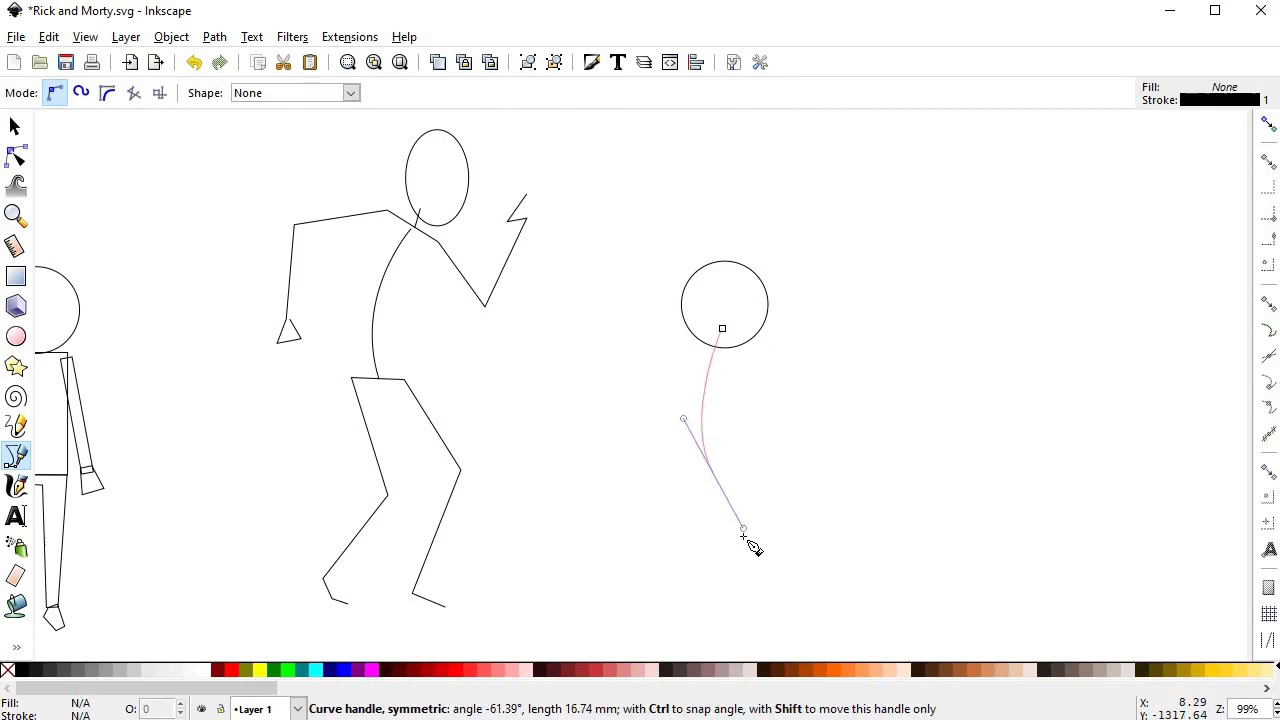 *Rick and Morty.svg - Inkscape
File Edit View Layer Object Path Text Filters Extensions Help
Mode: Shape: None Fill: None
Stroke: 1
Fill: N/A O: 0 •Layer 1 Curve handle, symmetric: angle -61.39°, length 16.74 mm; with Ctrl to snap angle, with Shift to move this handle only X: 8.29 Z: 99%
Stroke: N/A Y: -1317.64